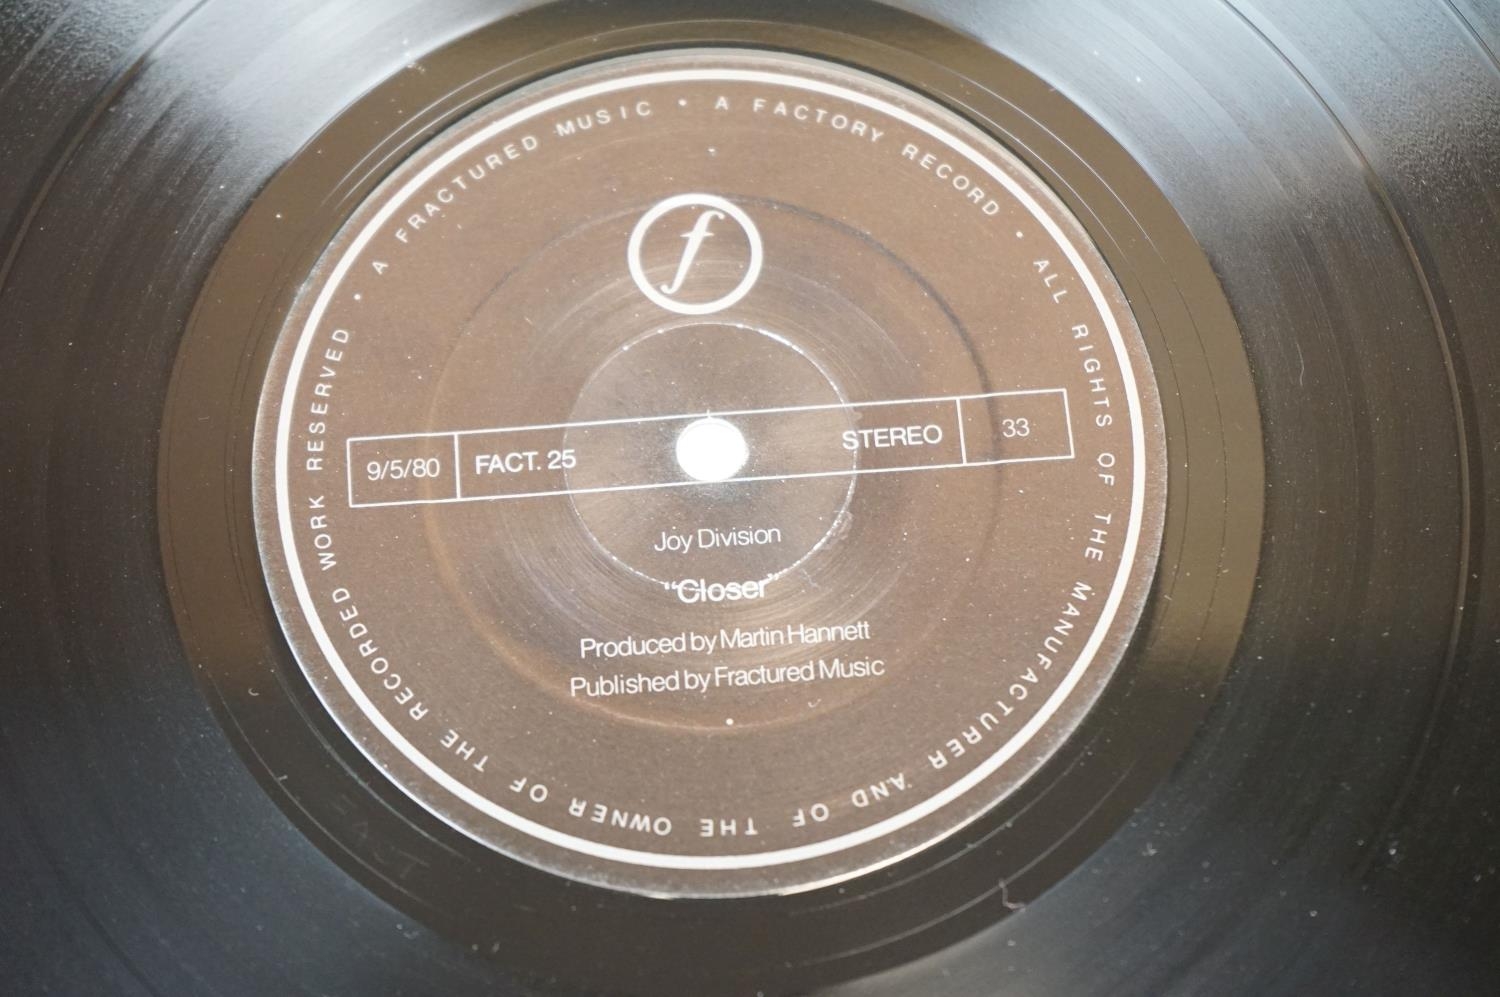 A FRACTURED MUSIC • A FACTORY RECORD • ALL RIGHTS OF THE MANUFACTURER AND OF THE OWNER OF THE RECORDED WORK RESERVED •
f
9/5/80 FACT. 25 STEREO 33
Joy Division
"Closer"
Produced by Martin Hannett
Published by Fractured Music